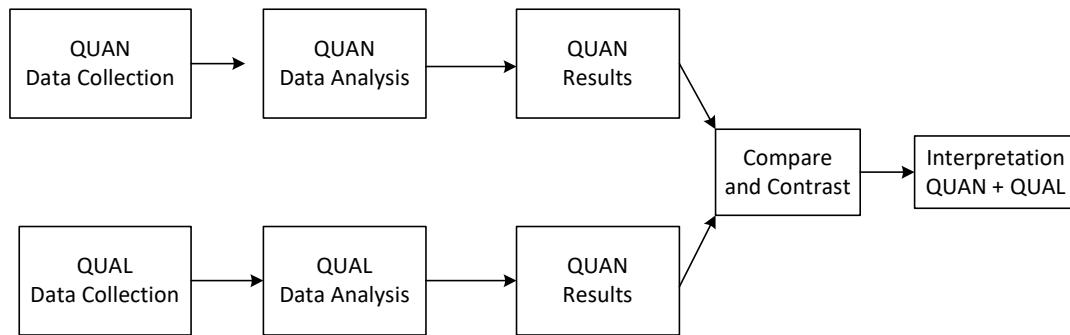 QUAN
Data Collection
QUAN
Data Analysis
QUAN
Results
Compare
and Contrast
Interpretation
QUAN + QUAL
QUAL
Data Collection
QUAL
Data Analysis
QUAN
Results